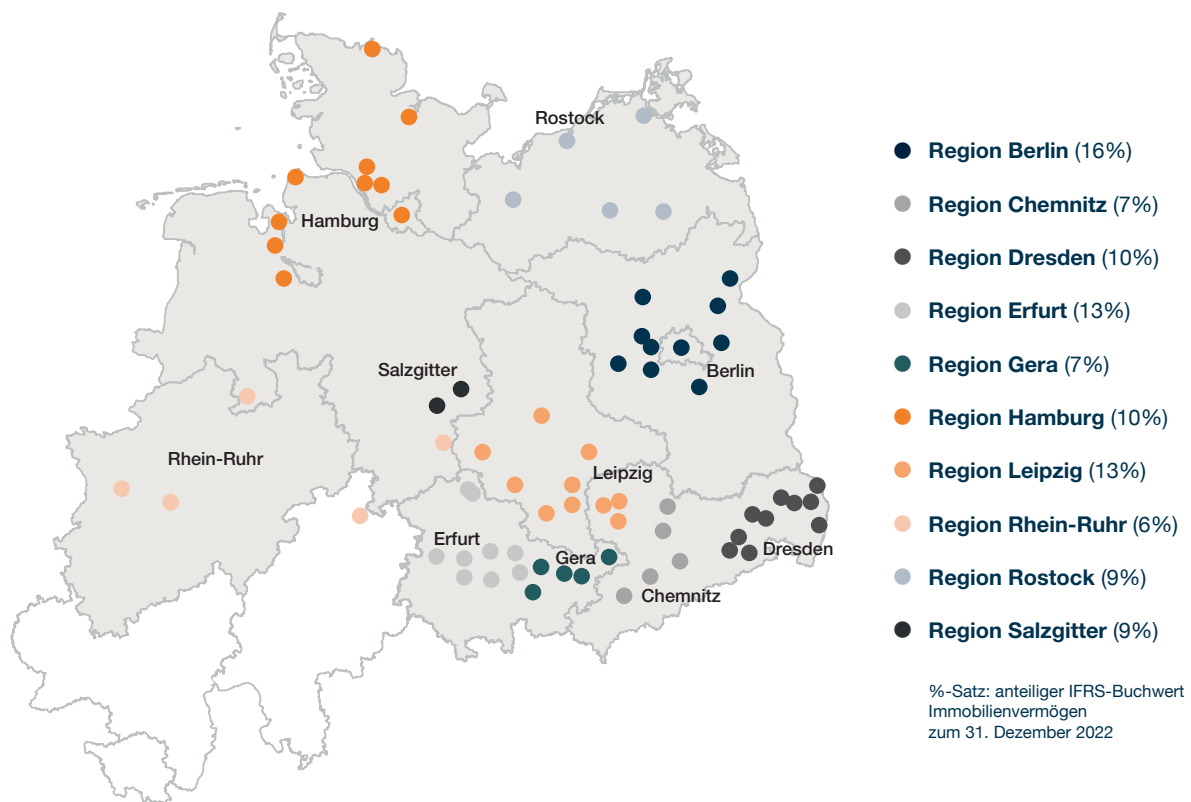 Rostock
Hamburg
Salzgitter
Berlin
Rhein-Ruhr
Leipzig
Erfurt
Gera
Dresden
Chemnitz
Region Berlin (16%)
Region Chemnitz (7%)
Region Dresden (10%)
Region Erfurt (13%)
Region Gera (7%)
Region Hamburg (10%)
Region Leipzig (13%)
Region Rhein-Ruhr (6%)
Region Rostock (9%)
Region Salzgitter (9%)
%-Satz: anteiliger IFRS-Buchwert
Immobilienvermögen
zum 31. Dezember 2022